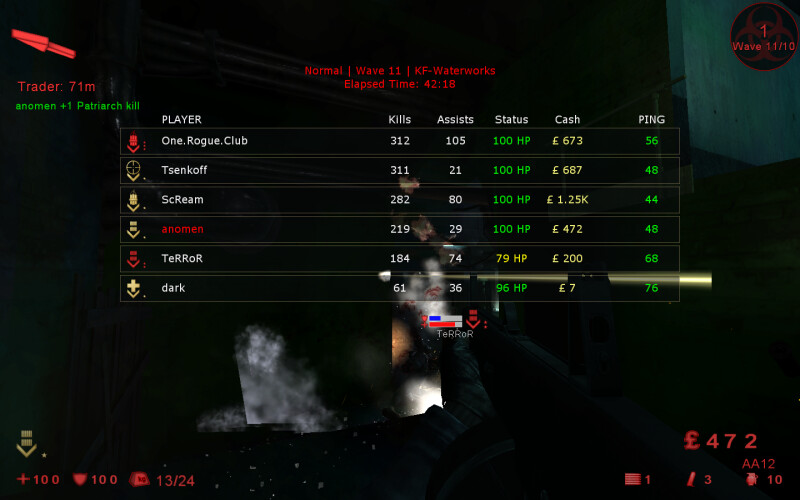 1
Wave 11/10
Normal | Wave 11 | KF-Waterworks
Elapsed Time: 42:18
Trader: 71m
anomen +1 Patriarch kill
PLAYER Kills Assists Status Cash PING
One.Rogue.Club 312 105 100 HP £ 673 56
Tsenkoff 311 21 100 HP £ 687 48
ScReam 282 80 100 HP £ 1.25K 44
anomen 219 29 100 HP £ 472 48
TeRRoR 184 74 79 HP £ 200 68
dark 61 36 96 HP £ 7 76
TeRRoR
£ 472
AA12
100 100 13/24 1 3 10